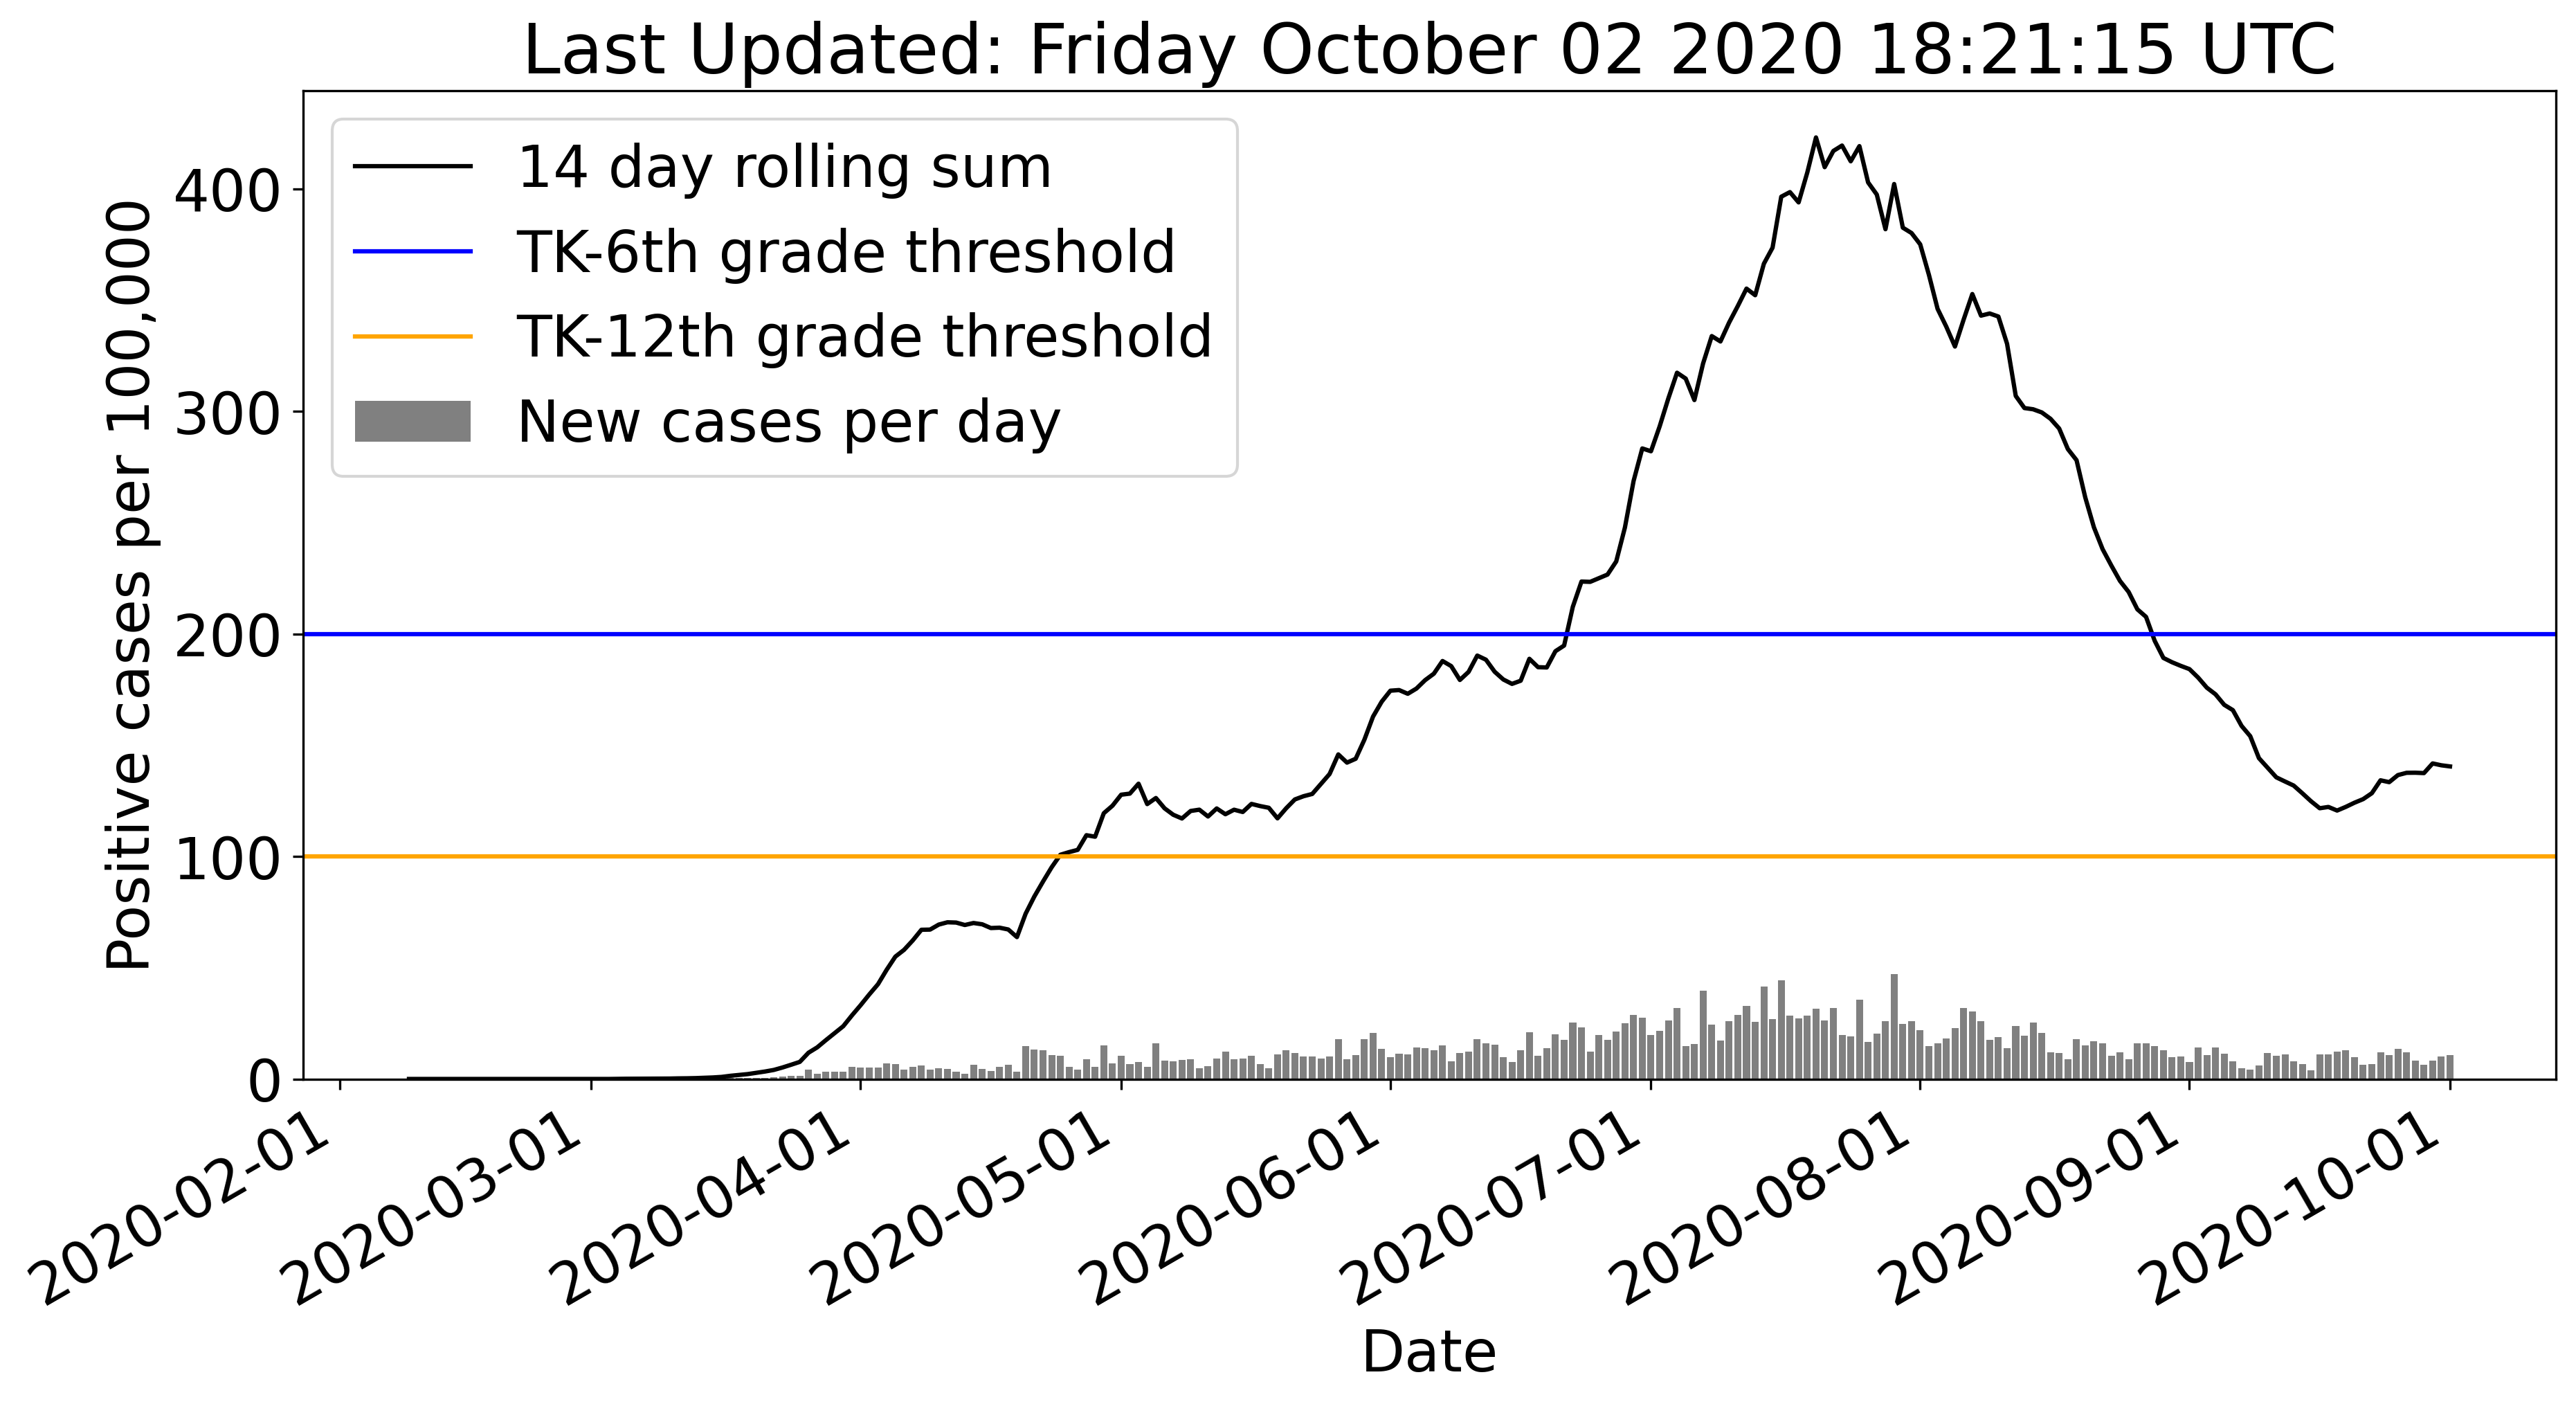 Last Updated: Friday October 02 2020 18:21:15 UTC
14 day rolling sum
TK-6th grade threshold
TK-12th grade threshold
New cases per day
Positive cases per 100,000
400
300
200
100
0
2020-02-01
2020-03-01
2020-04-01
2020-05-01
2020-06-01
2020-07-01
2020-08-01
2020-09-01
2020-10-01
Date